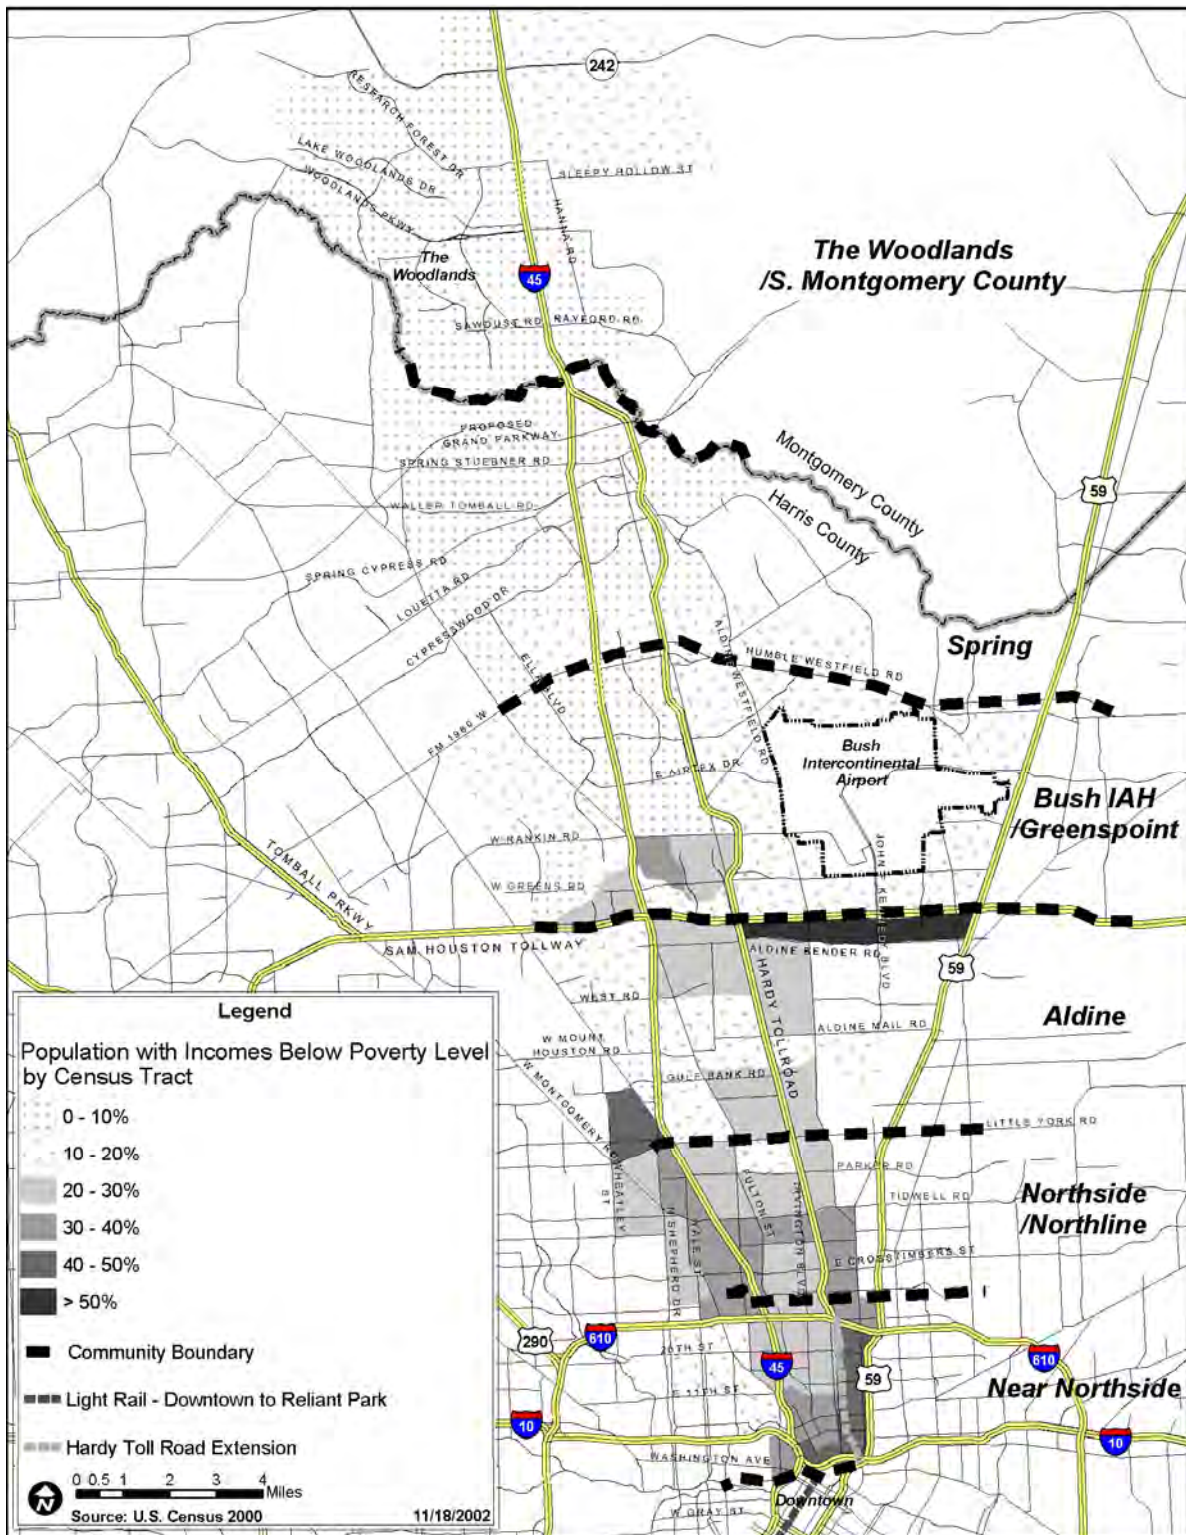 242
RESEARCH FOREST DR
LAKE WOODLANDS DR
SLEEPY HOLLOW ST
WOODLANDS PKWY
HANNA RD
The
Woodlands
45
The Woodlands
/S. Montgomery County
SAWDUST RD
RAYFORD RD
PROPOSED
GRAND PARKWAY
SPRING STUEBNER RD
Montgomery County
Harris County
59
WALLER TOMBALL RD
SPRING CYPRESS RD
LOUETTA RD
CYPRESSWOOD DR
ALDINE WESTFIELD RD
HUMBLE WESTFIELD RD
Spring
ELLA BLVD
FM 1960 W
E AIRTEX DR
Bush
Intercontinental
Airport
Bush IAH
/Greenspoint
W RANKIN RD
JOHN F KENNEDY BLVD
TOMBALL PRKWY
W GREENS RD
SAM HOUSTON TOLLWAY
ALDINE BENDER RD
59
WEST RD
HARDY TOLLROAD
ALDINE MAIL RD
Aldine
W MOUNT
HOUSTON RD
GULF BANK RD
W MONTGOMERY RD
LITTLE YORK RD
WHEATLEY ST
PARKER RD
FULTON ST
IRVINGTON BLVD
TIDWELL RD
Northside
/Northline
N SHEPHERD DR
YALE ST
E CROSSTIMBERS ST
290
610
20TH ST
45
610
E 11TH ST
59
Near Northside
10
10
WASHINGTON AVE
W GRAY ST
Downtown
Legend
Population with Incomes Below Poverty Level
by Census Tract
0 - 10%
10 - 20%
20 - 30%
30 - 40%
40 - 50%
> 50%
Community Boundary
Light Rail - Downtown to Reliant Park
Hardy Toll Road Extension
N
0 0.5 1 2 3 4
Miles
Source: U.S. Census 2000
11/18/2002